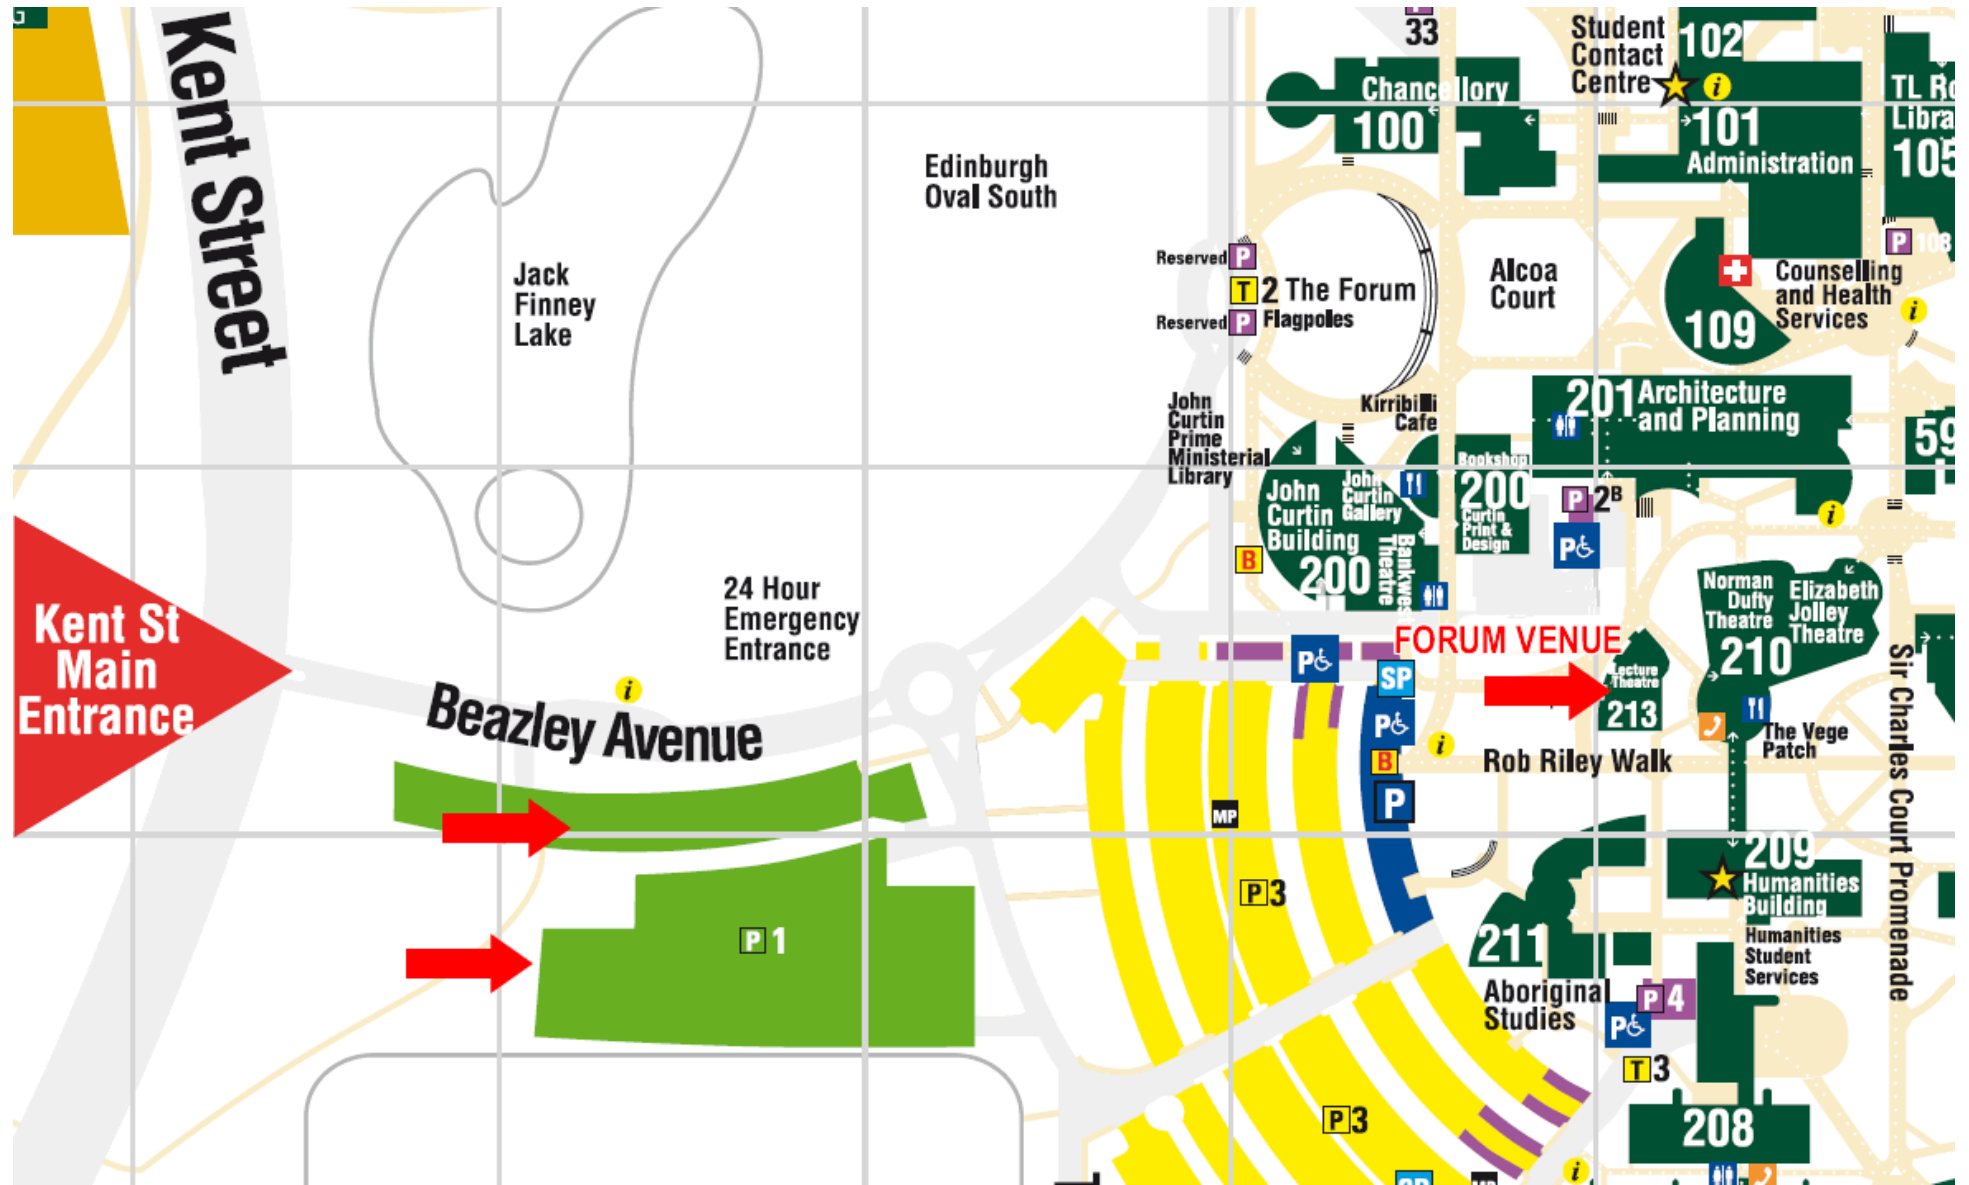 G
Kent Street
Jack
Finney
Lake
Edinburgh
Oval South
33
Chancellory
100
Student
Contact
Centre
i
102
101
Administration
105
Reserved P
T 2 The Forum
Reserved P Flagpoles
Alcoa
Court
109
Counselling
and Health
Services
P 108
i
John
Curtin
Prime
Ministerial
Library
Kirribilli
Cafe
201 Architecture
and Planning
59
John
Curtin
Building
200
John
Curtin
Gallery
Theatre
B
Bookshop
200
Curtin
Print &
Design
P 2B
P
i
Norman
Dufty
Theatre
Elizabeth
Jolley
Theatre
210
Kent St
Main
Entrance
24 Hour
Emergency
Entrance
i
Beazley Avenue
P
SP
P
B
P
i
FORUM VENUE
Lecture
Theatre
213
Rob Riley Walk
The Vege
Patch
Sir Charles Court Promenade
MP
P 1
P 3
P 3
209
Humanities
Building
Humanities
Student
Services
211
Aboriginal
Studies
P 4
P
T 3
208
i